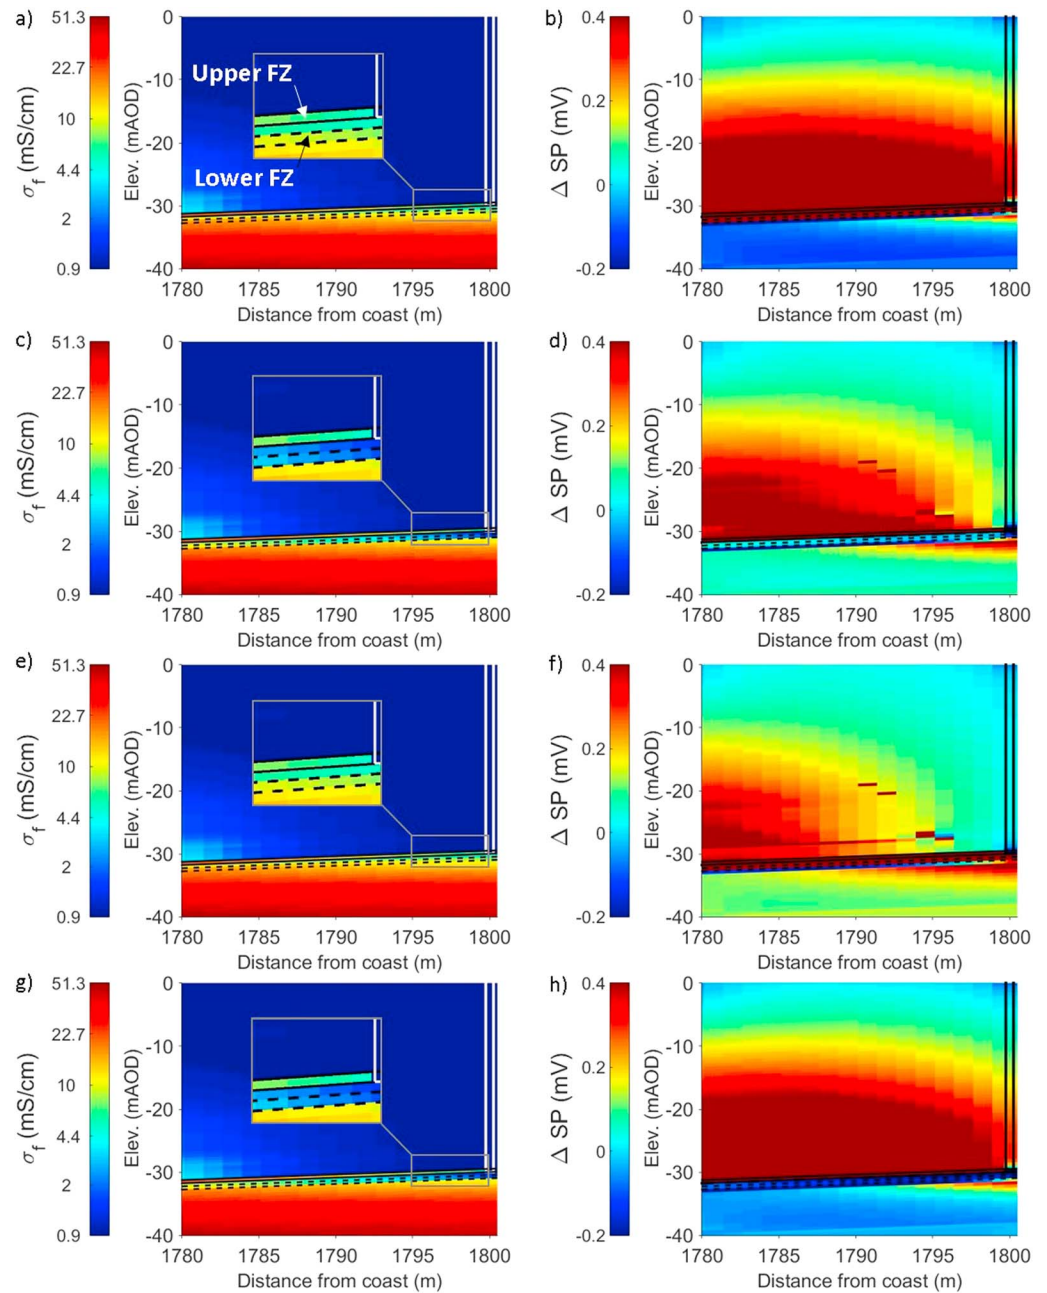 a)
51.3
22.7
10
4.4
2
0.9
σf (mS/cm)
Elev. (mAOD)
0
-10
-20
-30
-40
Upper FZ
Lower FZ
1780 1785 1790 1795 1800
Distance from coast (m)
b)
0.4
0.2
0
-0.2
Δ SP (mV)
Elev. (mAOD)
0
-10
-20
-30
-40
1780 1785 1790 1795 1800
Distance from coast (m)
c)
51.3
22.7
10
4.4
2
0.9
σf (mS/cm)
Elev. (mAOD)
0
-10
-20
-30
-40
1780 1785 1790 1795 1800
Distance from coast (m)
d)
0.4
0.2
0
-0.2
Δ SP (mV)
Elev. (mAOD)
0
-10
-20
-30
-40
1780 1785 1790 1795 1800
Distance from coast (m)
e)
51.3
22.7
10
4.4
2
0.9
σf (mS/cm)
Elev. (mAOD)
0
-10
-20
-30
-40
1780 1785 1790 1795 1800
Distance from coast (m)
f)
0.4
0.2
0
-0.2
Δ SP (mV)
Elev. (mAOD)
0
-10
-20
-30
-40
1780 1785 1790 1795 1800
Distance from coast (m)
g)
51.3
22.7
10
4.4
2
0.9
σf (mS/cm)
Elev. (mAOD)
0
-10
-20
-30
-40
1780 1785 1790 1795 1800
Distance from coast (m)
h)
0.4
0.2
0
-0.2
Δ SP (mV)
Elev. (mAOD)
0
-10
-20
-30
-40
1780 1785 1790 1795 1800
Distance from coast (m)